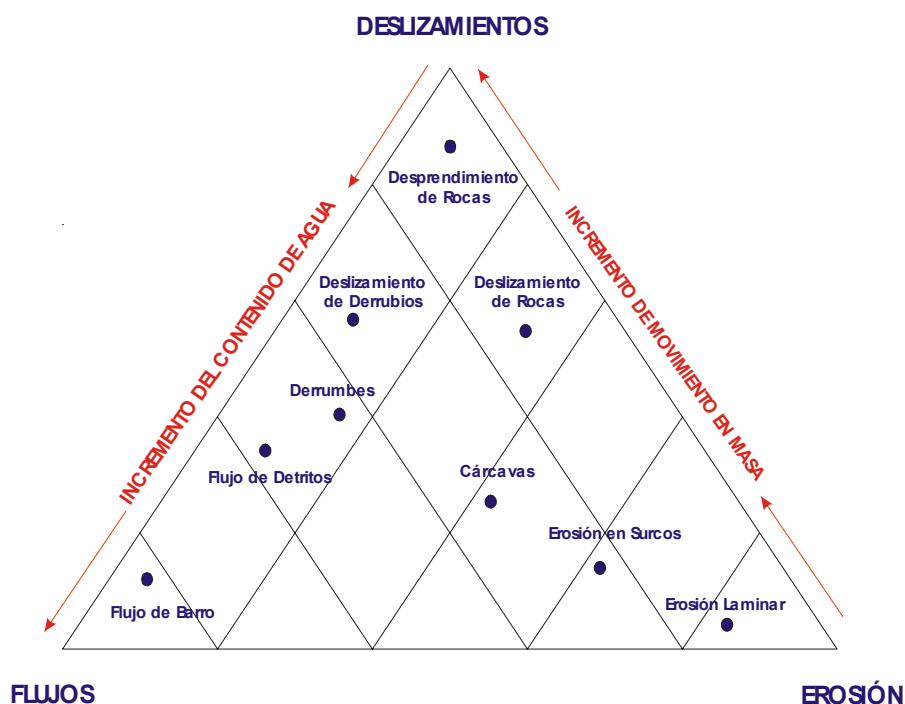 DESLIZAMIENTOS
Desprendimiento
de Rocas
INCREMENTO DEL CONTENIDO DE AGUA
INCREMENTO DE MOVIMIENTO EN MASA
Deslizamiento
de Derrubios
Deslizamiento
de Rocas
Derrumbes
Flujo de Detritos
Cárcavas
Erosión en Surcos
Flujo de Barro
Erosión Laminar
FLUJOS
EROSIÓN